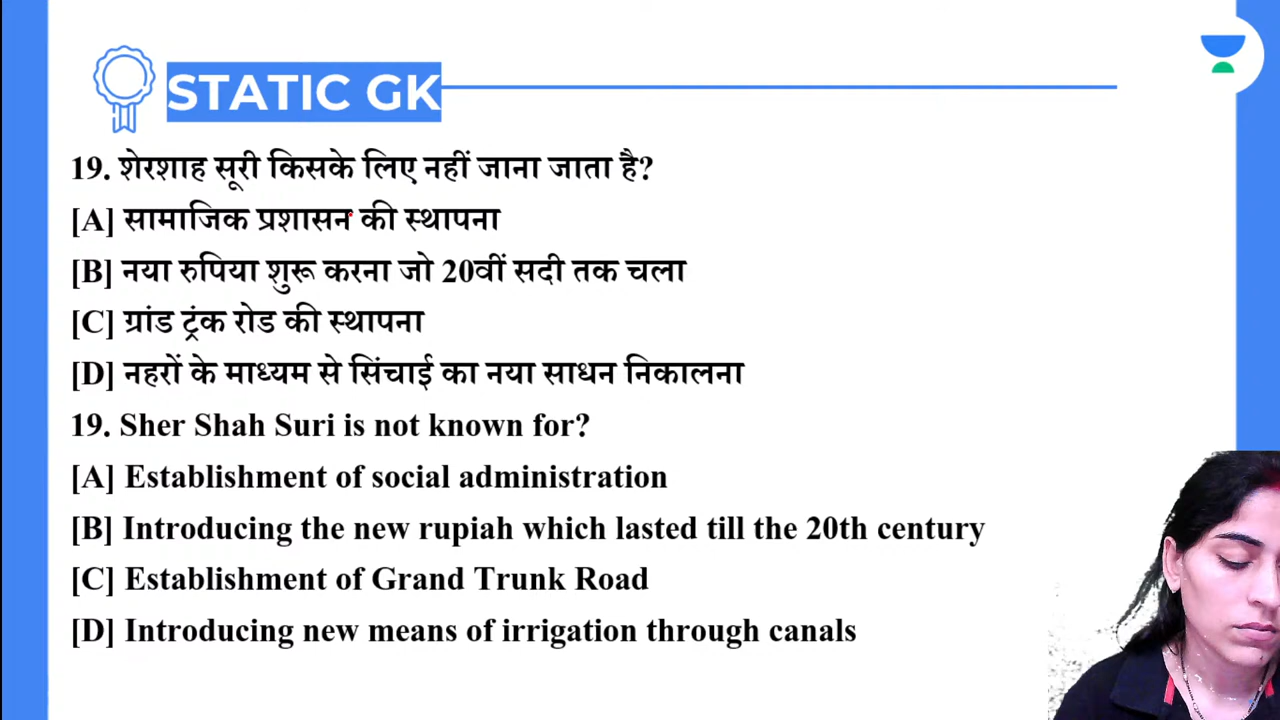 STATIC GK
19. शेरशाह सूरी किसके लिए नहीं जाना जाता है?
[A] सामाजिक प्रशासन की स्थापना
[B] नया रुपिया शुरू करना जो 20वीं सदी तक चला
[C] ग्रांड ट्रंक रोड की स्थापना
[D] नहरों के माध्यम से सिंचाई का नया साधन निकालना
19. Sher Shah Suri is not known for?
[A] Establishment of social administration
[B] Introducing the new rupiah which lasted till the 20th century
[C] Establishment of Grand Trunk Road
[D] Introducing new means of irrigation through canals